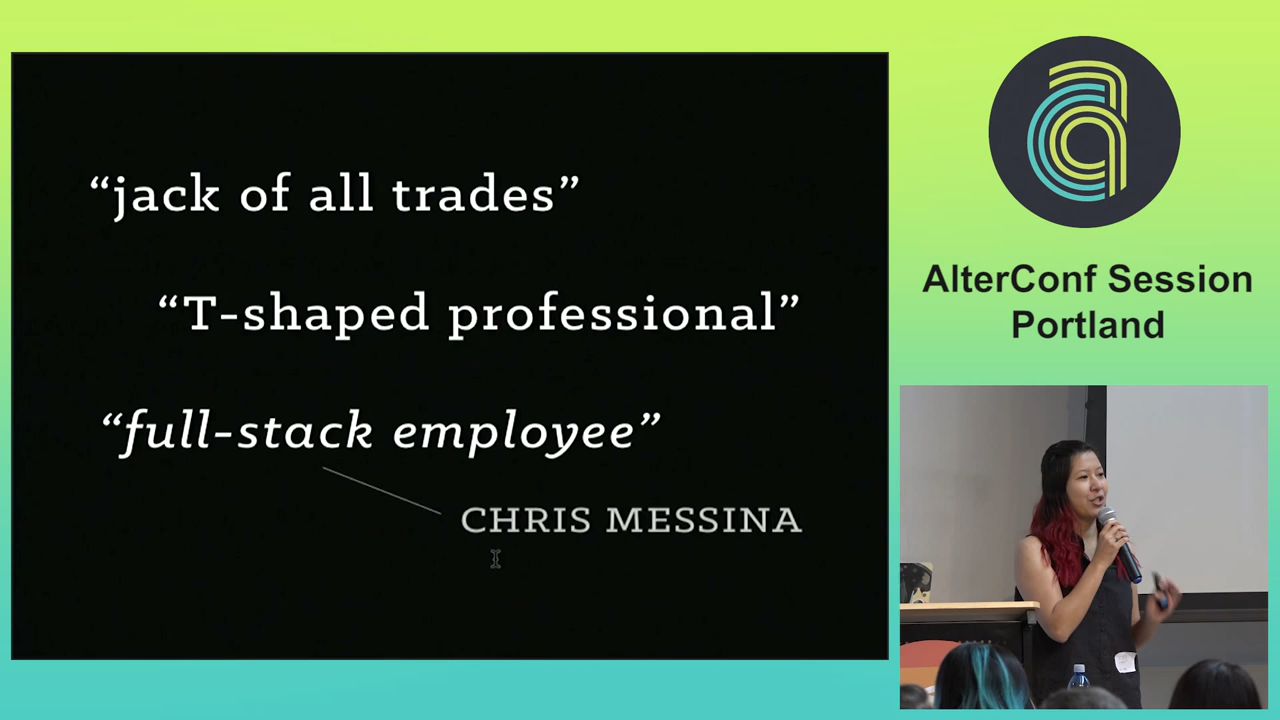 “jack of all trades”
“T-shaped professional”
“full-stack employee”
CHRIS MESSINA
AlterConf Session
Portland